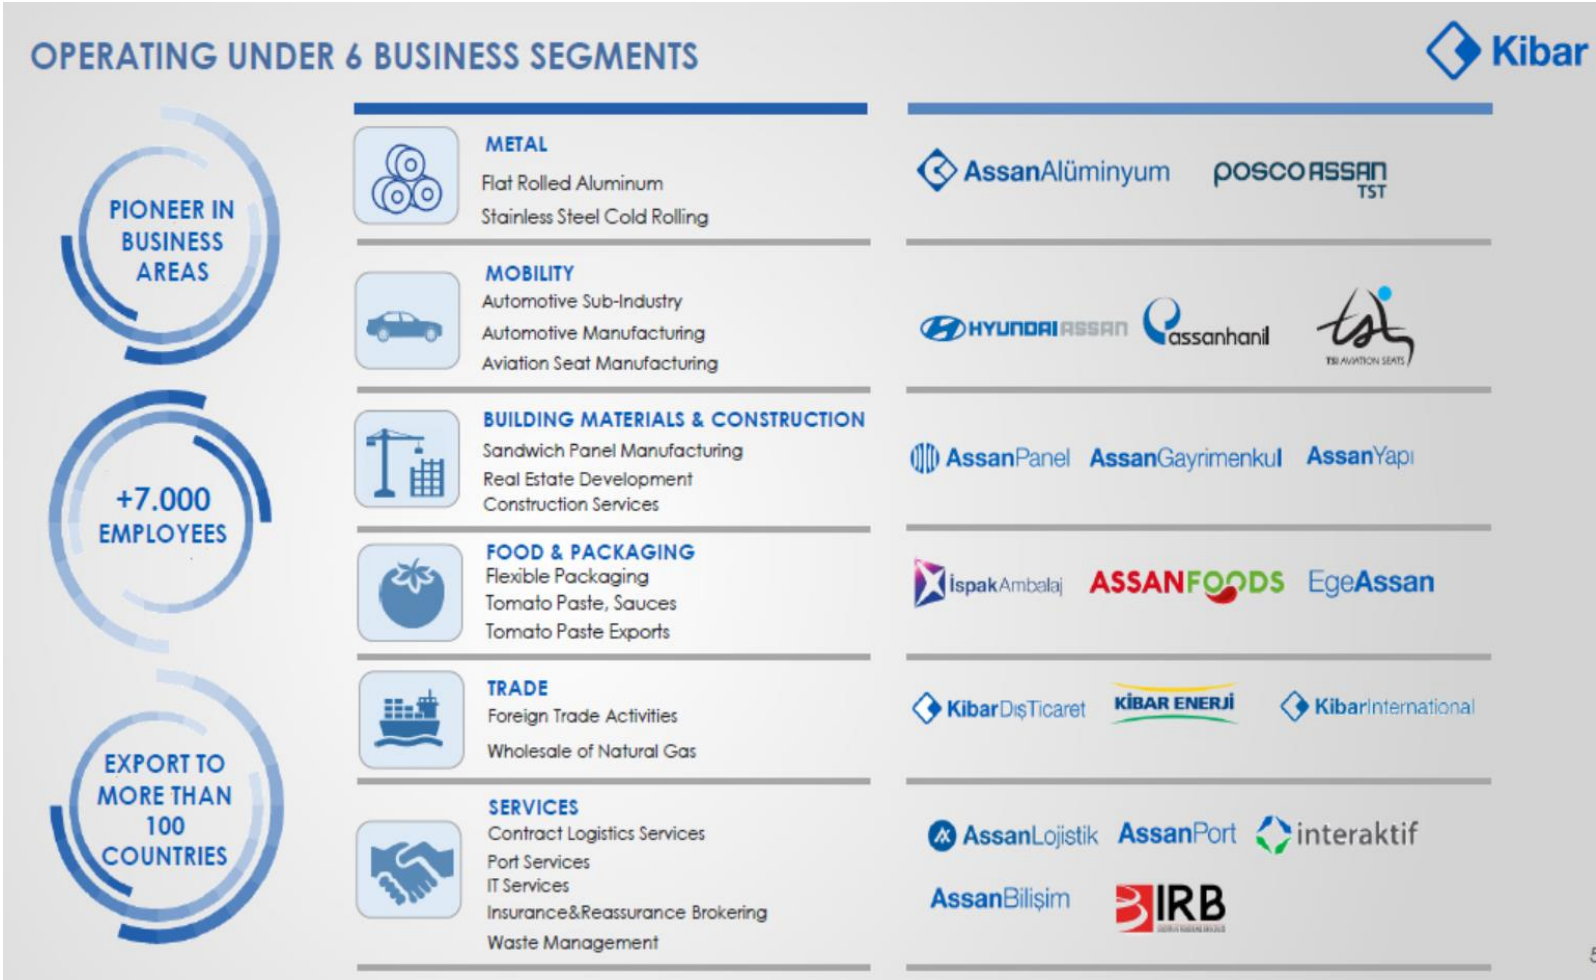 OPERATING UNDER 6 BUSINESS SEGMENTS
Kibar
PIONEER IN
BUSINESS
AREAS
+7.000
EMPLOYEES
EXPORT TO
MORE THAN
100
COUNTRIES
METAL
Flat Rolled Aluminum
Stainless Steel Cold Rolling
AssanAlüminyum
POSCO ASSAN
TST
MOBILITY
Automotive Sub-Industry
Automotive Manufacturing
Aviation Seat Manufacturing
HYUNDAI ASSAN
assanhanil
tsi
TSI AVIATION SEATS
BUILDING MATERIALS & CONSTRUCTION
Sandwich Panel Manufacturing
Real Estate Development
Construction Services
AssanPanel
AssanGayrimenkul
AssanYapı
FOOD & PACKAGING
Flexible Packaging
Tomato Paste, Sauces
Tomato Paste Exports
İspakAmbalaj
ASSAN FOODS
EgeAssan
TRADE
Foreign Trade Activities
Wholesale of Natural Gas
KibarDışTicaret
KİBAR ENERJİ
KibarInternational
SERVICES
Contract Logistics Services
Port Services
IT Services
Insurance&Reassurance Brokering
Waste Management
AssanLojistik
AssanPort
interaktif
AssanBilişim
IRB
5